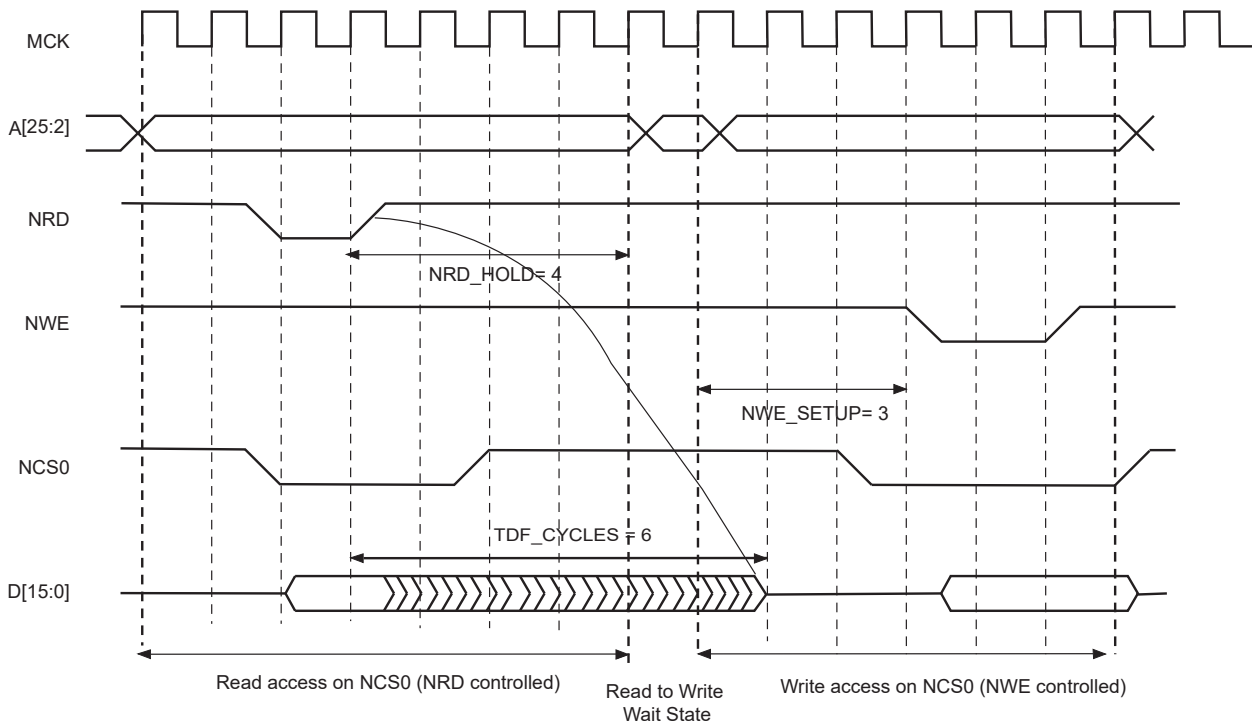 MCK
A[25:2]
NRD
NRD_HOLD= 4
NWE
NWE_SETUP= 3
NCS0
TDF_CYCLES = 6
D[15:0]
Read access on NCS0 (NRD controlled)
Read to Write
Wait State
Write access on NCS0 (NWE controlled)